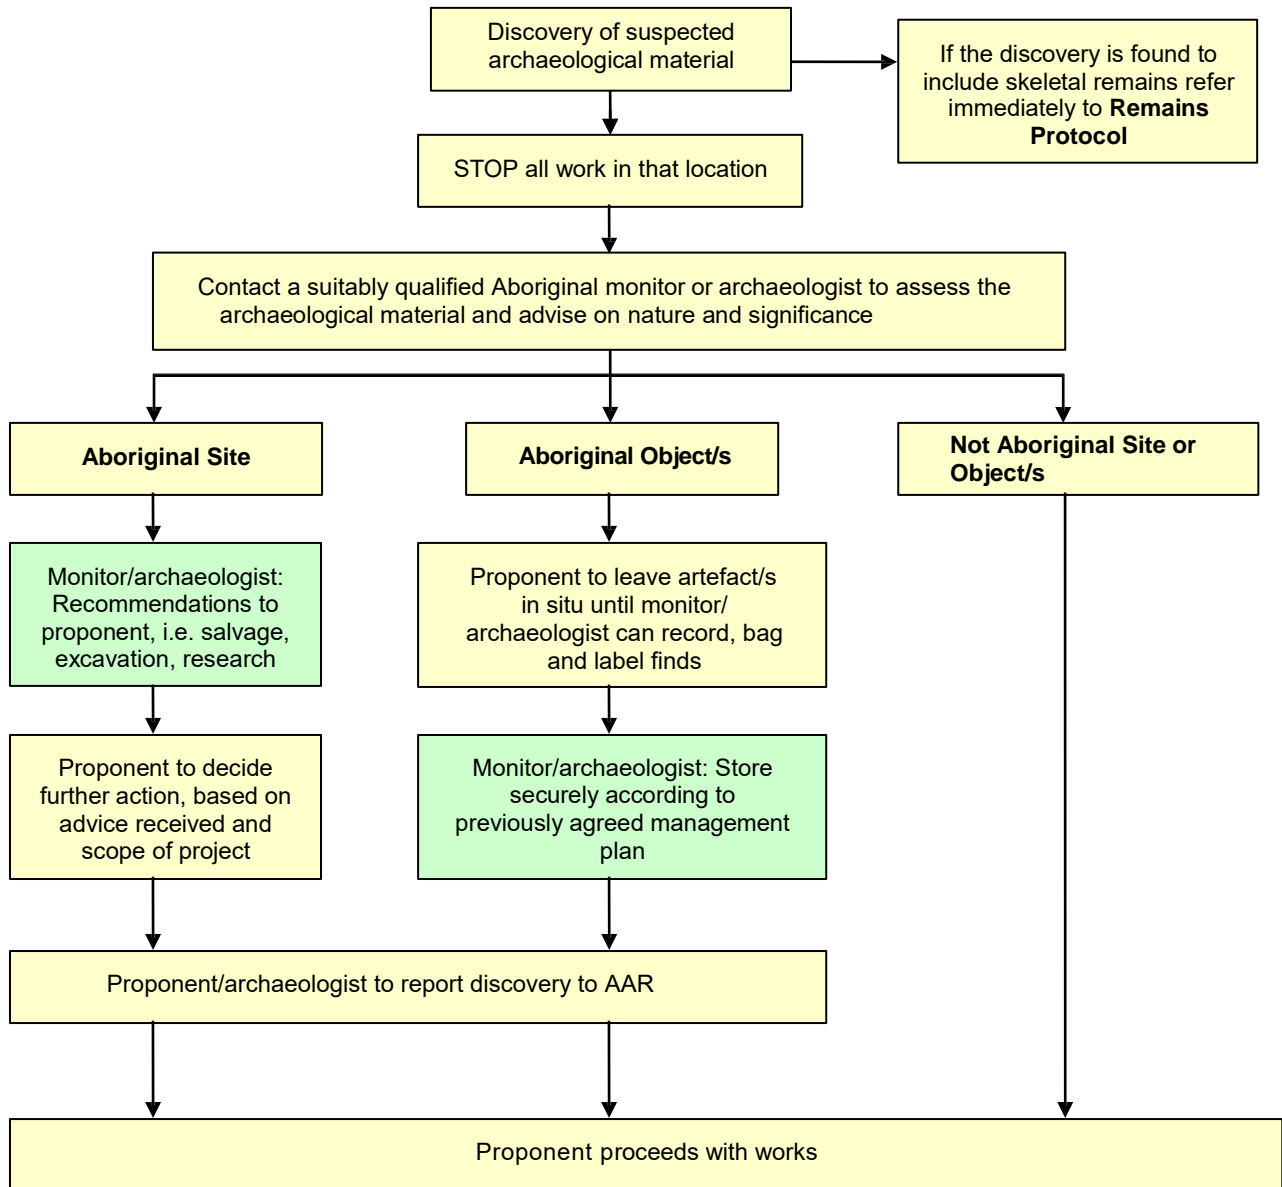 Discovery of suspected
archaeological material
If the discovery is found to
include skeletal remains refer
immediately to Remains
Protocol
STOP all work in that location
Contact a suitably qualified Aboriginal monitor or archaeologist to assess the
archaeological material and advise on nature and significance
Aboriginal Site
Aboriginal Object/s
Not Aboriginal Site or
Object/s
Monitor/archaeologist:
Recommendations to
proponent, i.e. salvage,
excavation, research
Proponent to leave artefact/s
in situ until monitor/
archaeologist can record, bag
and label finds
Proponent to decide
further action, based on
advice received and
scope of project
Monitor/archaeologist: Store
securely according to
previously agreed management
plan
Proponent/archaeologist to report discovery to AAR
Proponent proceeds with works